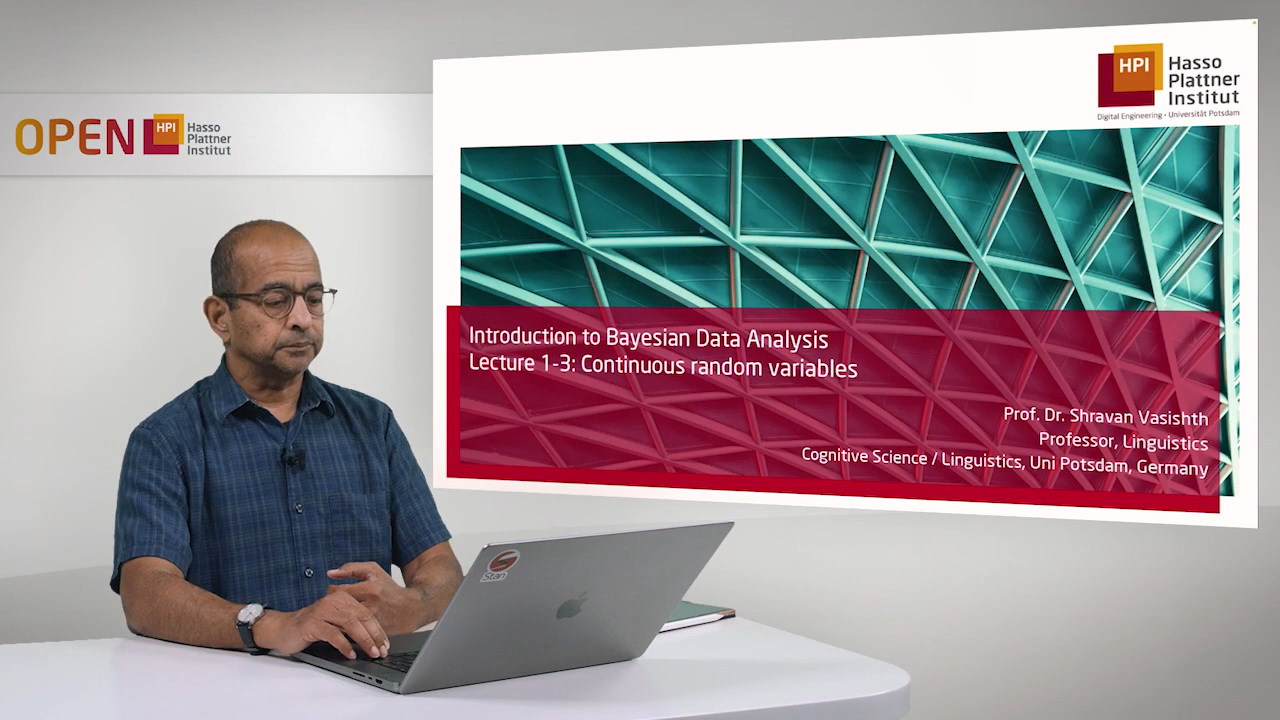 OPEN
HPI
Hasso
Plattner
Institut
HPI
Hasso
Plattner
Institut
Digital Engineering • Universität Potsdam
Introduction to Bayesian Data Analysis
Lecture 1-3: Continuous random variables
Prof. Dr. Shravan Vasishth
Professor, Linguistics
Cognitive Science / Linguistics, Uni Potsdam, Germany
Stan